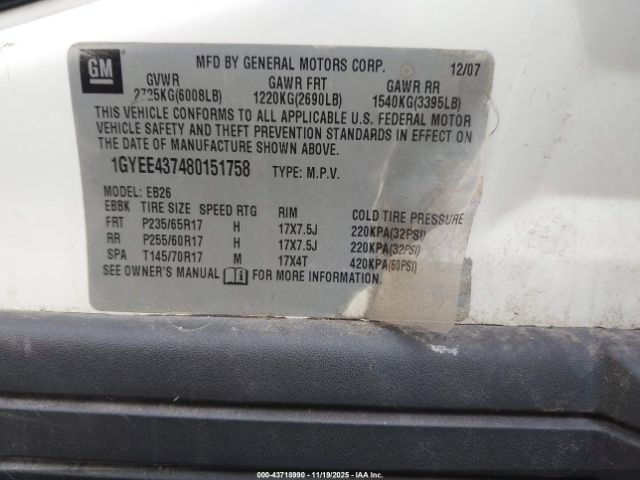 GM
MFD BY GENERAL MOTORS CORP. 12/07
GVWR GAWR FRT GAWR RR
2725KG(6008LB) 1220KG(2690LB) 1540KG(3395LB)
THIS VEHICLE CONFORMS TO ALL APPLICABLE U.S. FEDERAL MOTOR
VEHICLE SAFETY AND THEFT PREVENTION STANDARDS IN EFFECT ON
THE DATE OF MANUFACTURE SHOWN ABOVE.
1GYEE437480151758 TYPE: M.P.V.
MODEL: EB26
EBBK TIRE SIZE SPEED RTG RIM COLD TIRE PRESSURE
FRT P235/65R17 H 17X7.5J 220KPA(32PSI)
RR P255/60R17 H 17X7.5J 220KPA(32PSI)
SPA T145/70R17 M 17X4T 420KPA(60PSI)
SEE OWNER'S MANUAL FOR MORE INFORMATION.
© IAA 00-43718990 - 11/19/2025 - Copart/IAA